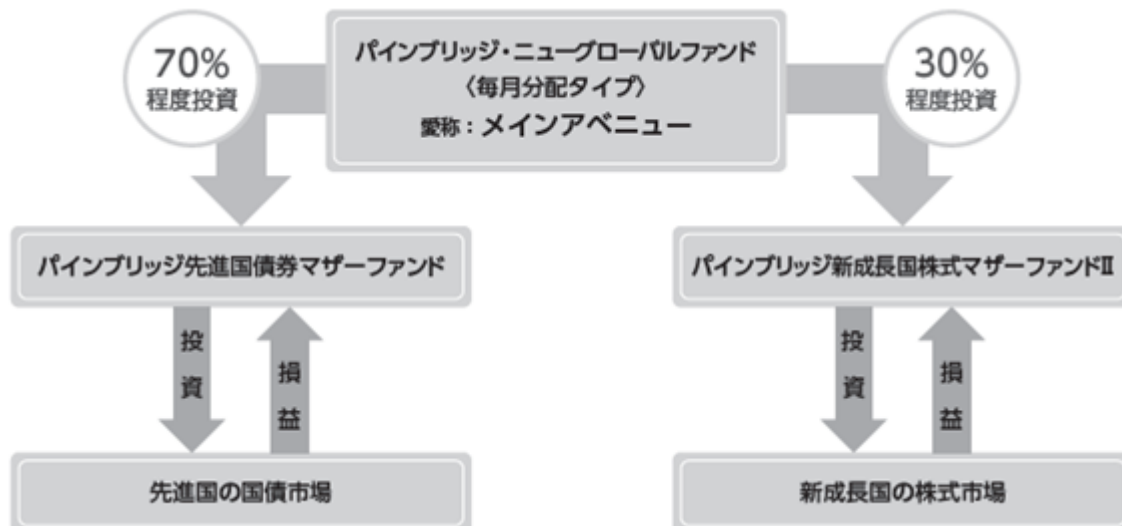 パインブリッジ・ニューグローバルファンド
〈毎月分配タイプ〉
愛称：メインアベニュー
70%
程度投資
30%
程度投資
パインブリッジ先進国債券マザーファンド
パインブリッジ新成長国株式マザーファンドⅡ
投資
損益
投資
損益
先進国の国債市場
新成長国の株式市場